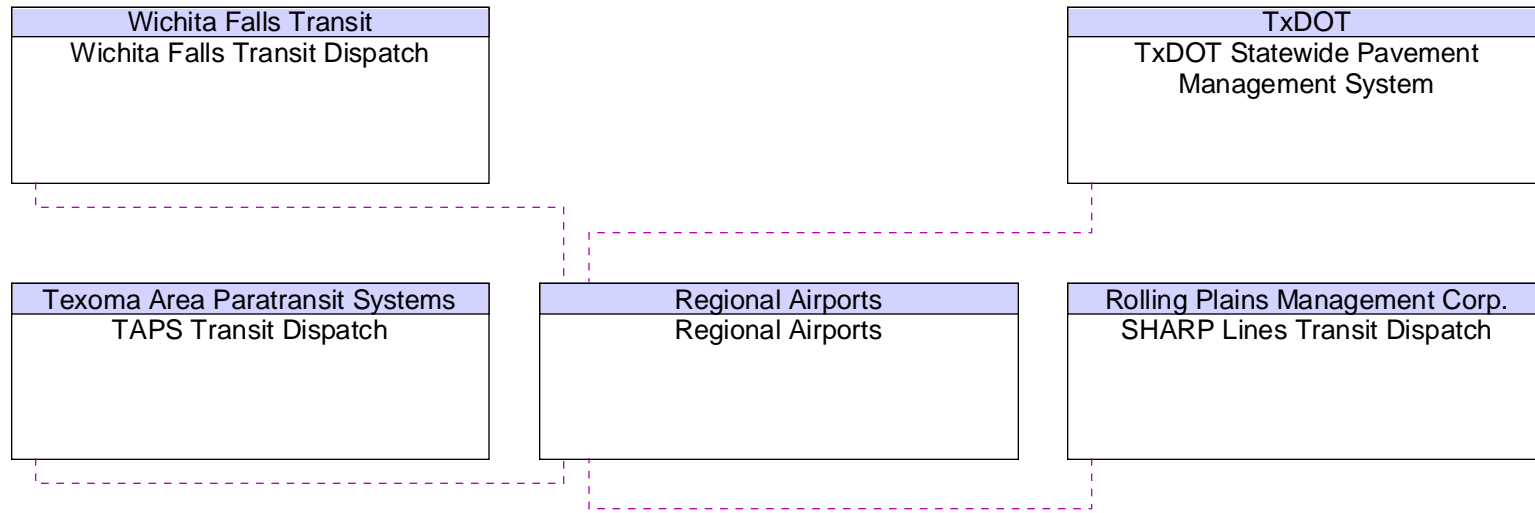 Wichita Falls Transit
Wichita Falls Transit Dispatch
TxDOT
TxDOT Statewide Pavement
Management System
Texoma Area Paratransit Systems
TAPS Transit Dispatch
Regional Airports
Regional Airports
Rolling Plains Management Corp.
SHARP Lines Transit Dispatch